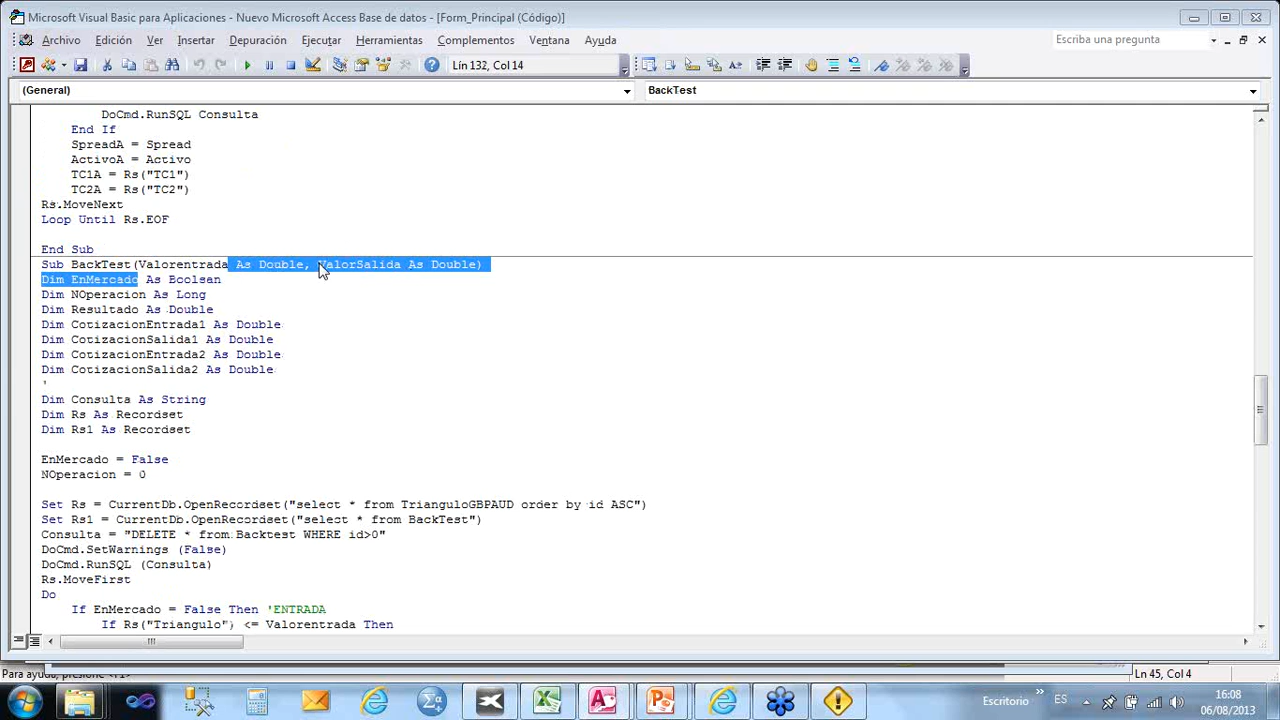 Microsoft Visual Basic para Aplicaciones - Nuevo Microsoft Access Base de datos - [Form_Principal (Código)]
Archivo Edición Ver Insertar Depuración Ejecutar Herramientas Complementos Ventana Ayuda
Escriba una pregunta
Lín 132, Col 14
(General)
BackTest
DoCmd.RunSQL Consulta
End If
SpreadA = Spread
ActivoA = Activo
TC1A = Rs("TC1")
TC2A = Rs("TC2")
Rs.MoveNext
Loop Until Rs.EOF
End Sub
Sub BackTest(Valorentrada As Double, ValorSalida As Double)
Dim EnMercado As Boolean
Dim NOperacion As Long
Dim Resultado As Double
Dim CotizacionEntrada1 As Double
Dim CotizacionSalida1 As Double
Dim CotizacionEntrada2 As Double
Dim CotizacionSalida2 As Double
'
Dim Consulta As String
Dim Rs As Recordset
Dim Rs1 As Recordset
EnMercado = False
NOperacion = 0
Set Rs = CurrentDb.OpenRecordset("select * from TrianguloGBPAUD order by id ASC")
Set Rs1 = CurrentDb.OpenRecordset("select * from BackTest")
Consulta = "DELETE * from Backtest WHERE id>0"
DoCmd.SetWarnings (False)
DoCmd.RunSQL (Consulta)
Rs.MoveFirst
Do
If EnMercado = False Then 'ENTRADA
If Rs("Triangulo") <= Valorentrada Then
Para ayuda, presione
Ln 45, Col 4
Escritorio
ES
16:08
06/08/2013